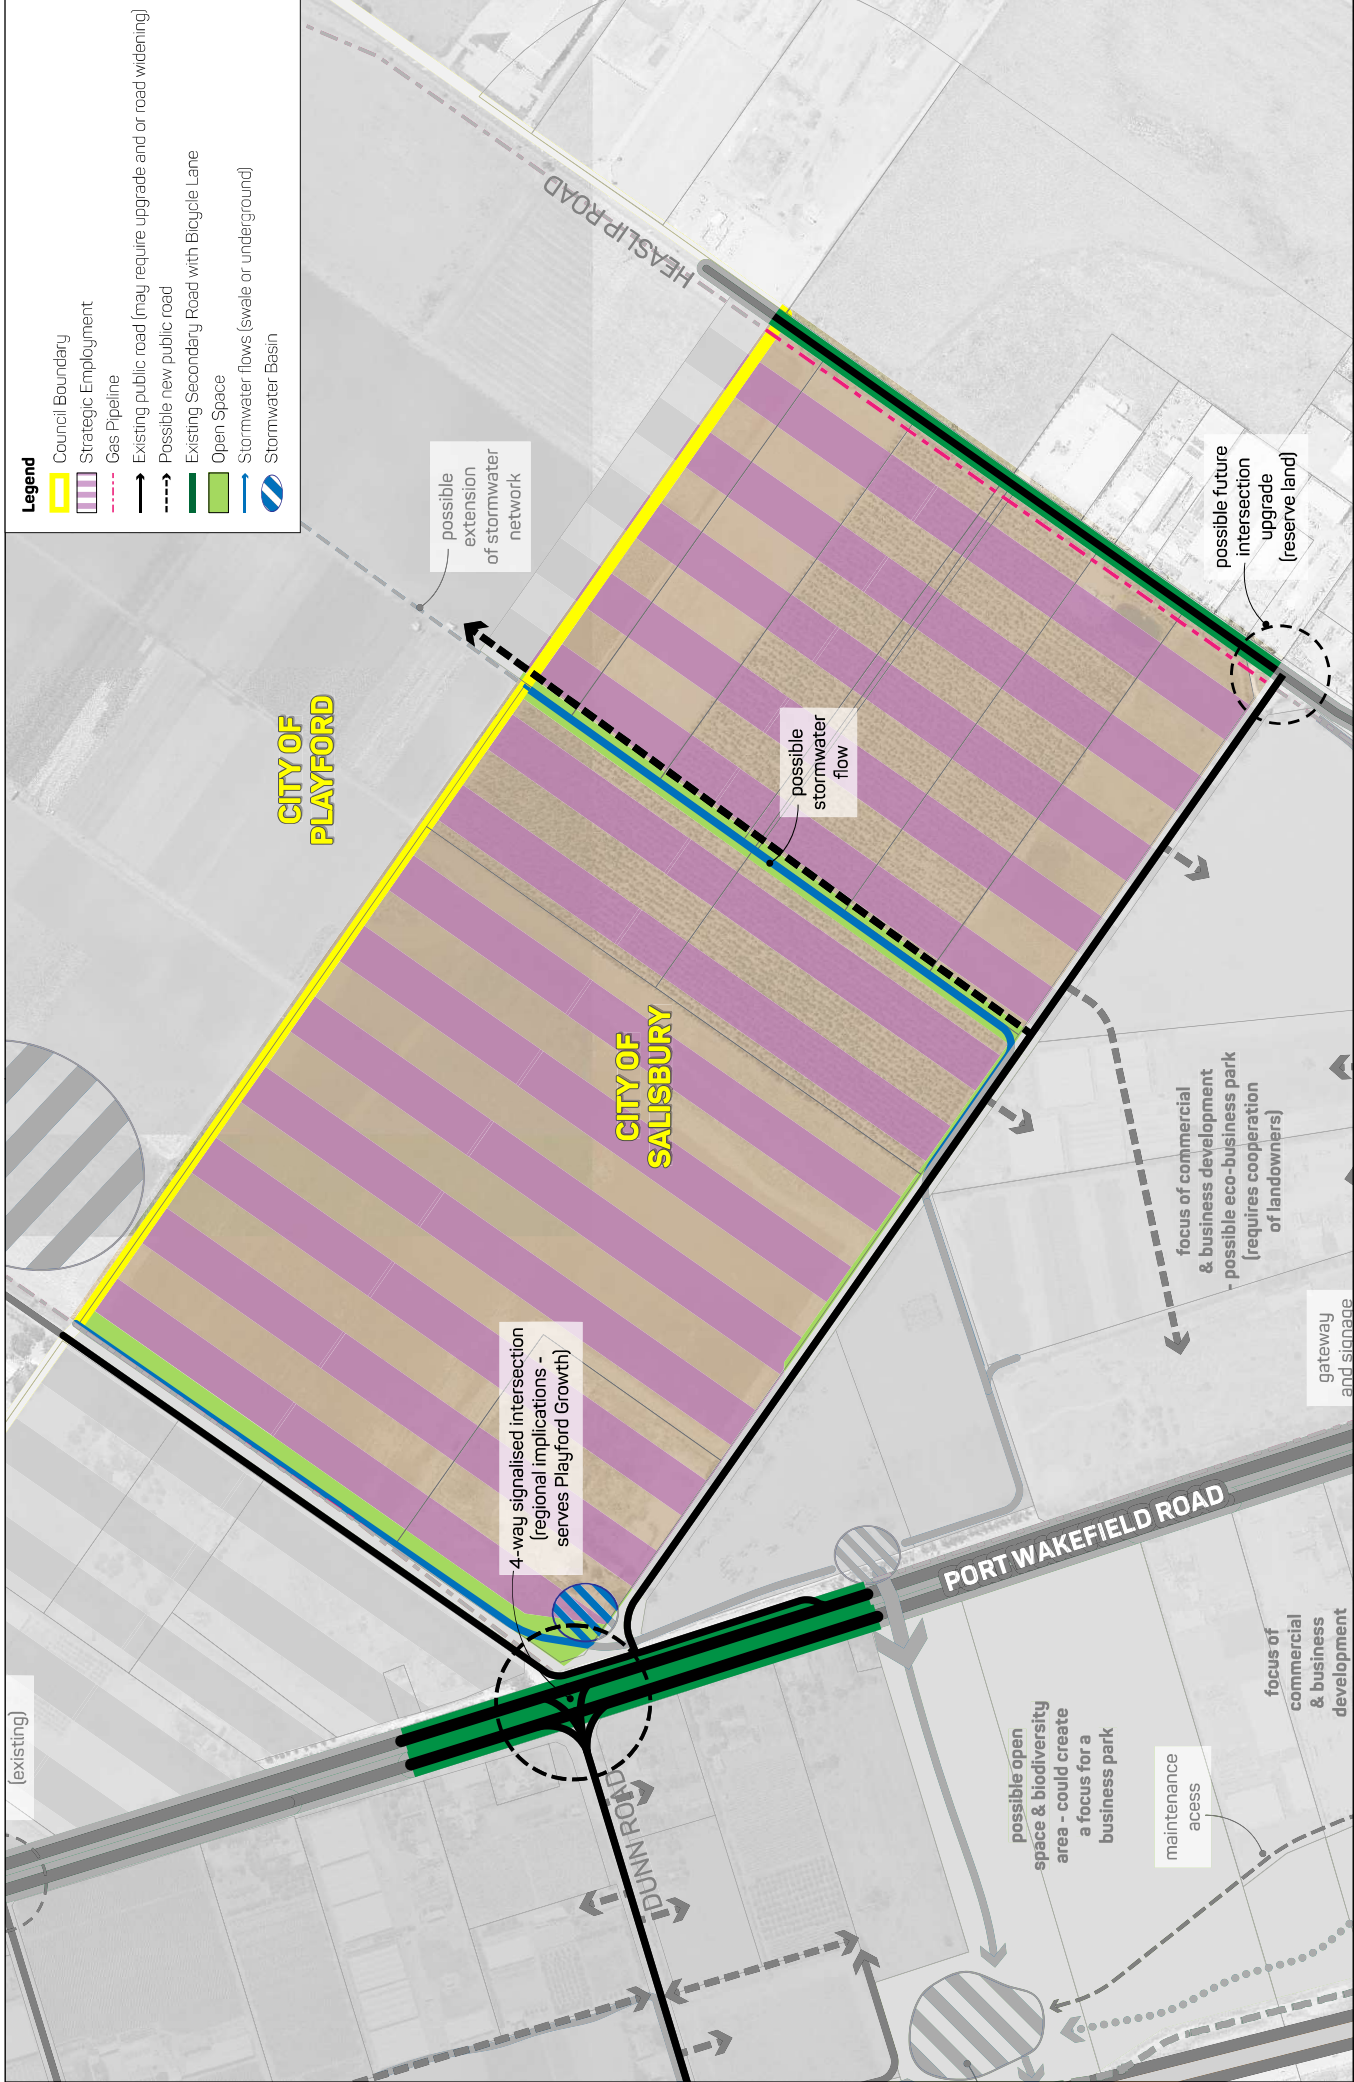 Legend
Council Boundary
Strategic Employment
Gas Pipeline
Existing public road (may require upgrade and or road widening)
Possible new public road
Existing Secondary Road with Bicycle Lane
Open Space
Stormwater flows (swale or underground)
Stormwater Basin
HEASLIP ROAD
possible
extension
of stormwater
network
CITY OF
PLAYFORD
possible future
intersection
upgrade
(reserve land)
possible
stormwater
flow
CITY OF
SALISBURY
focus of commercial
& business development
- possible eco-business park
(requires cooperation
of landowners)
gateway
and signage
4-way signalised intersection
(regional implications -
serves Playford Growth)
PORT WAKEFIELD ROAD
(existing)
DUNN ROAD
possible open
space & biodiversity
area - could create
a focus for a
business park
maintenance
acess
focus of
commercial
& business
development